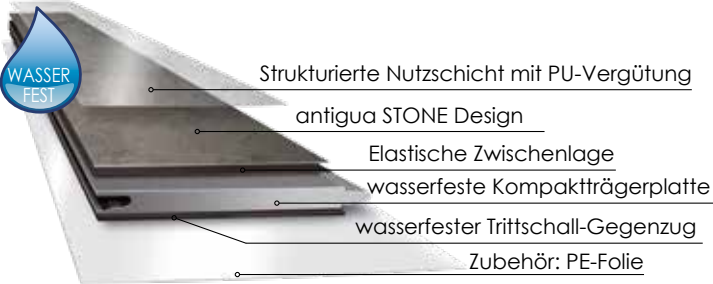 WASSER
FEST
Strukturierte Nutzschicht mit PU-Vergütung
antigua STONE Design
Elastische Zwischenlage
wasserfeste Kompaktträgerplatte
wasserfester Trittschall-Gegenzug
Zubehör: PE-Folie